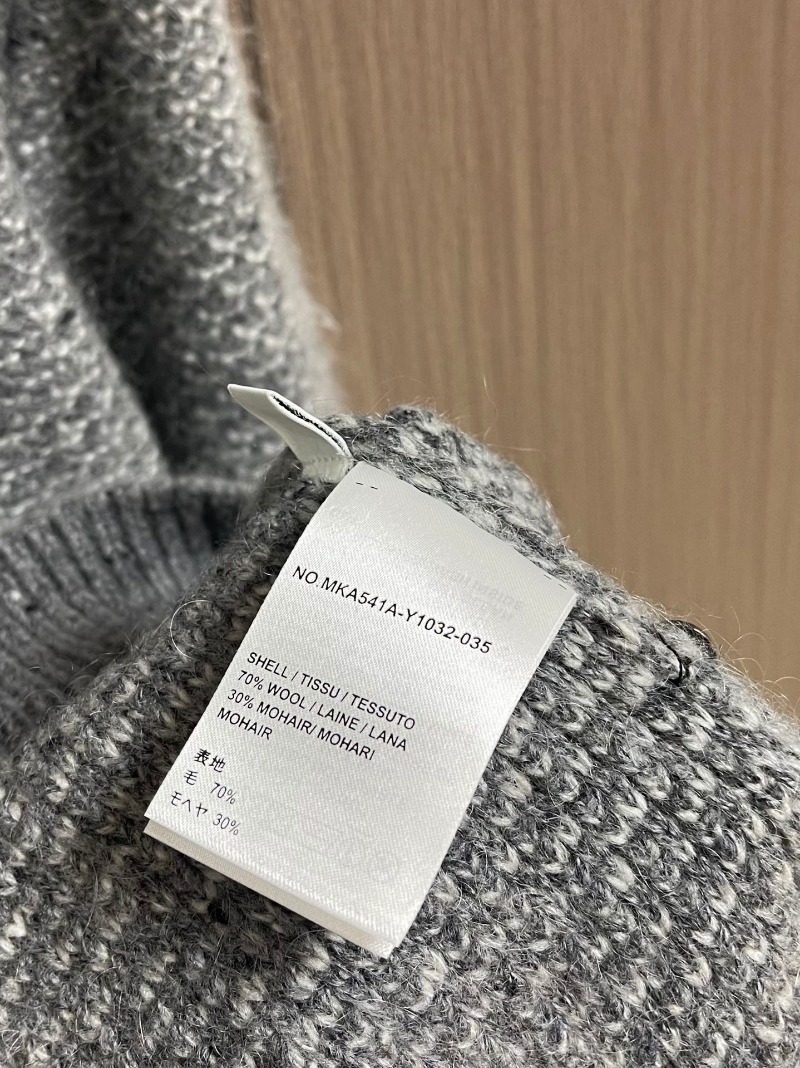 NO.MKA541A-Y1032-035
SHELL / TISSU / TESSUTO
70% WOOL / LAINE / LANA
30% MOHAIR/ MOHARI
MOHAIR
表地
毛 70%
モヘヤ 30%